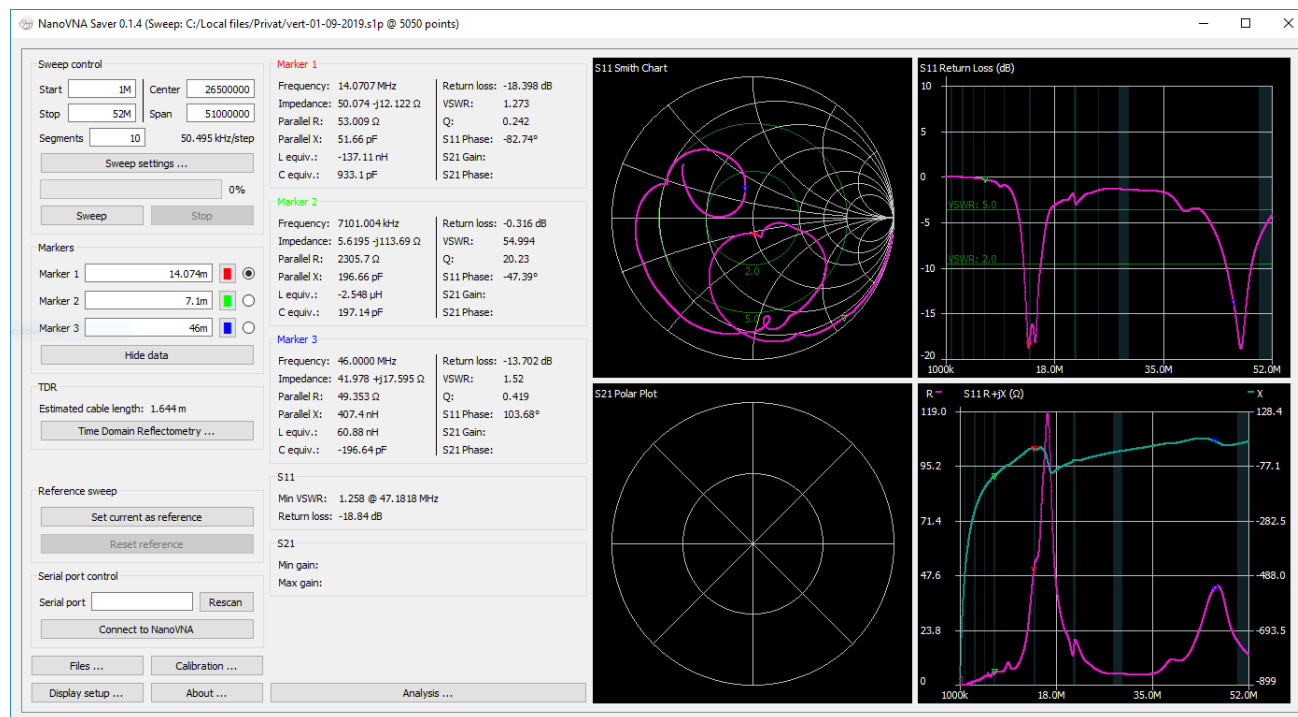 NanoVNA Saver 0.1.4 (Sweep: C:/Local files/Privat/vert-01-09-2019.s1p @ 5050 points)
Sweep control
Start 1M Center 26500000
Stop 52M Span 51000000
Segments 10 50.495 kHz/step
Sweep settings ...
0%
Sweep Stop
Markers
Marker 1 14.074m
Marker 2 7.1m
Marker 3 46m
Hide data
TDR
Estimated cable length: 1.644 m
Time Domain Reflectometry ...
Reference sweep
Set current as reference
Reset reference
Serial port control
Serial port Rescan
Connect to NanoVNA
Files ... Calibration ...
Display setup ... About ...
Marker 1
Frequency: 14.0707 MHz Return loss: -18.398 dB
Impedance: 50.074 -j12.122 Ω VSWR: 1.273
Parallel R: 53.009 Ω Q: 0.242
Parallel X: 51.66 pF S11 Phase: -82.74°
L equiv.: -137.11 nH S21 Gain:
C equiv.: 933.1 pF S21 Phase:
Marker 2
Frequency: 7101.004 kHz Return loss: -0.316 dB
Impedance: 5.6195 -j113.69 Ω VSWR: 54.994
Parallel R: 2305.7 Ω Q: 20.23
Parallel X: 196.66 pF S11 Phase: -47.39°
L equiv.: -2.548 µH S21 Gain:
C equiv.: 197.14 pF S21 Phase:
Marker 3
Frequency: 46.0000 MHz Return loss: -13.702 dB
Impedance: 41.978 +j17.595 Ω VSWR: 1.52
Parallel R: 49.353 Ω Q: 0.419
Parallel X: 407.4 nH S11 Phase: 103.68°
L equiv.: 60.88 nH S21 Gain:
C equiv.: -196.64 pF S21 Phase:
S11
Min VSWR: 1.258 @ 47.1818 MHz
Return loss: -18.84 dB
S21
Min gain:
Max gain:
Analysis ...
S11 Smith Chart
2.0
5.0
S11 Return Loss (dB)
10
5
0
-5
-10
-15
-20
VSWR: 5.0
VSWR: 2.0
1000k 18.0M 35.0M 52.0M
S21 Polar Plot
R S11 R+jX (Ω) X
119.0 128.4
95.2 -77.1
71.4 -282.5
47.6 -488.0
23.8 -693.5
0 -899
1000k 18.0M 35.0M 52.0M